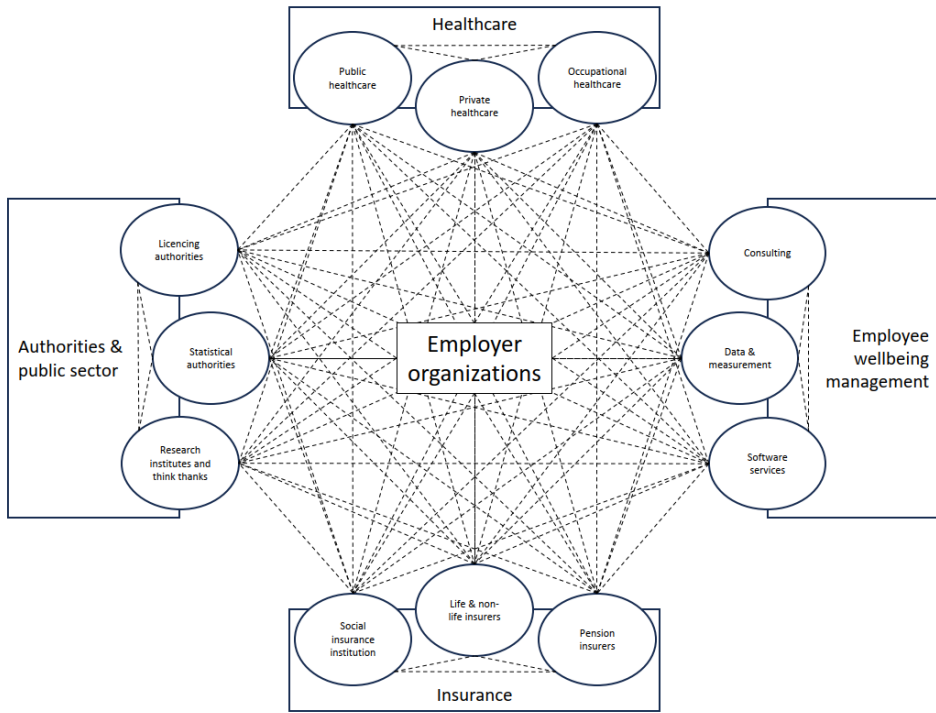 Healthcare
Public
healthcare
Private
healthcare
Occupational
healthcare
Licencing
authorities
Consulting
Authorities &
public sector
Statistical
authorities
Employer
organizations
Data &
measurement
Employee
wellbeing
management
Research
institutes and
think thanks
Software
services
Social
insurance
institution
Life & non-
life insurers
Pension
insurers
Insurance